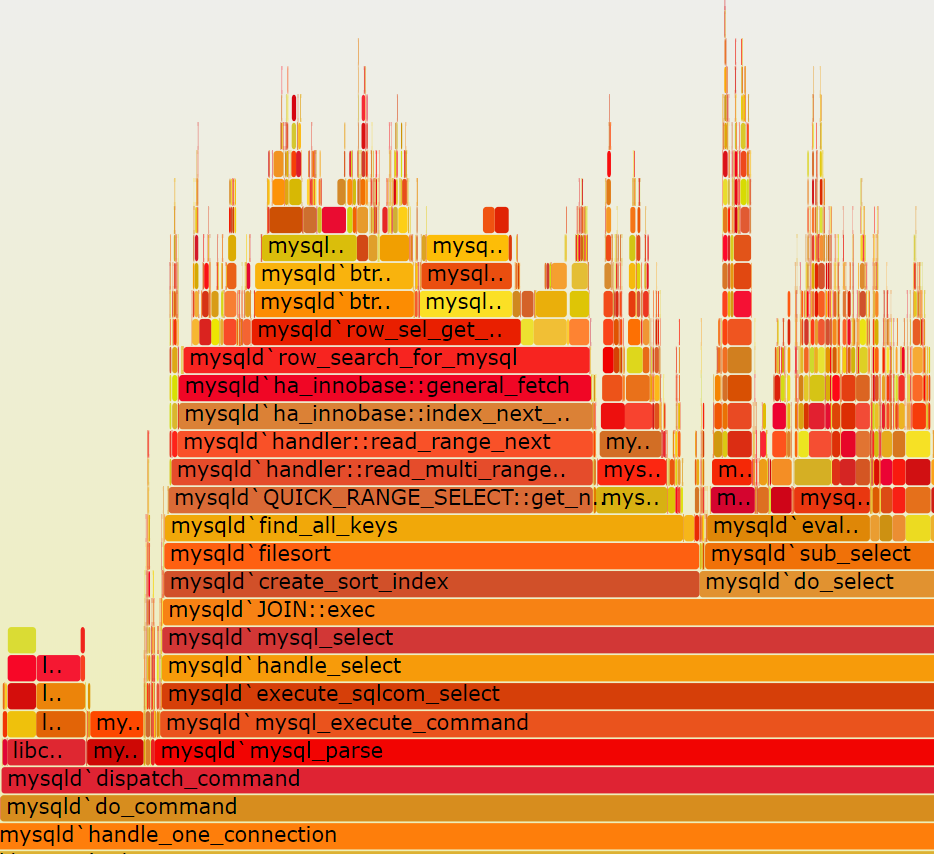 mysql.. mysq..
mysqld`btr.. mysql..
mysqld`btr.. mysql..
mysqld`row_sel_get_..
mysqld`row_search_for_mysql
mysqld`ha_innobase::general_fetch
mysqld`ha_innobase::index_next_..
mysqld`handler::read_range_next my..
mysqld`handler::read_multi_range.. mys.. m..
mysqld`QUICK_RANGE_SELECT::get_n.. mys.. m.. mysq..
mysqld`find_all_keys mysqld`eval..
mysqld`filesort mysqld`sub_select
mysqld`create_sort_index mysqld`do_select
mysqld`JOIN::exec
mysqld`mysql_select
l.. mysqld`handle_select
l.. mysqld`execute_sqlcom_select
l.. my.. mysqld`mysql_execute_command
libc.. my.. mysqld`mysql_parse
mysqld`dispatch_command
mysqld`do_command
mysqld`handle_one_connection